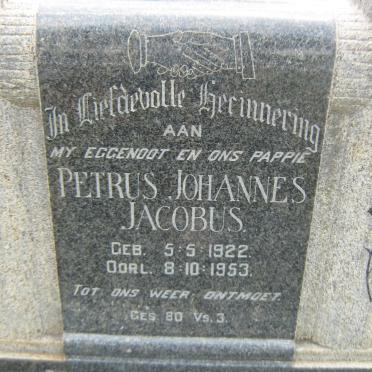 In Liefdevolle Herinnering
AAN
MY EGGENOOT EN ONS PAPPIE
PETRUS JOHANNES
JACOBUS.
GEB. 5:5:1922.
OORL. 8:10:1953.
TOT ONS WEER ONTMOET.
GES 80 VS. 3.